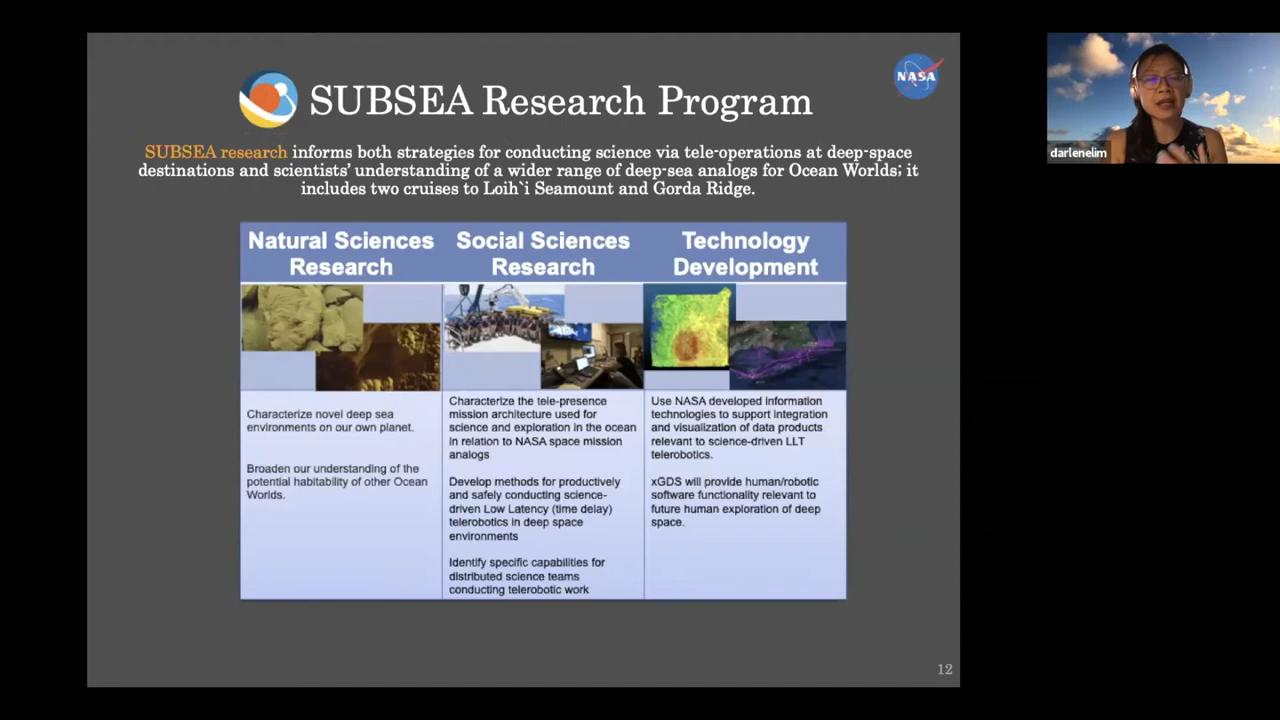 NASA
SUBSEA Research Program
SUBSEA research informs both strategies for conducting science via tele-operations at deep-space
destinations and scientists' understanding of a wider range of deep-sea analogs for Ocean Worlds; it
includes two cruises to Loih`i Seamount and Gorda Ridge.
Natural Sciences
Research
Characterize novel deep sea
environments on our own planet.
Broaden our understanding of the
potential habitability of other Ocean
Worlds.
Social Sciences
Research
Characterize the tele-presence
mission architecture used for
science and exploration in the ocean
in relation to NASA space mission
analogs
Develop methods for productively
and safely conducting science-
driven Low Latency (time delay)
telerobotics in deep space
environments
Identify specific capabilities for
distributed science teams
conducting telerobotic work
Technology
Development
Use NASA developed information
technologies to support integration
and visualization of data products
relevant to science-driven LLT
telerobotics.
xGDS will provide human/robotic
software functionality relevant to
future human exploration of deep
space.
12
darlenelim